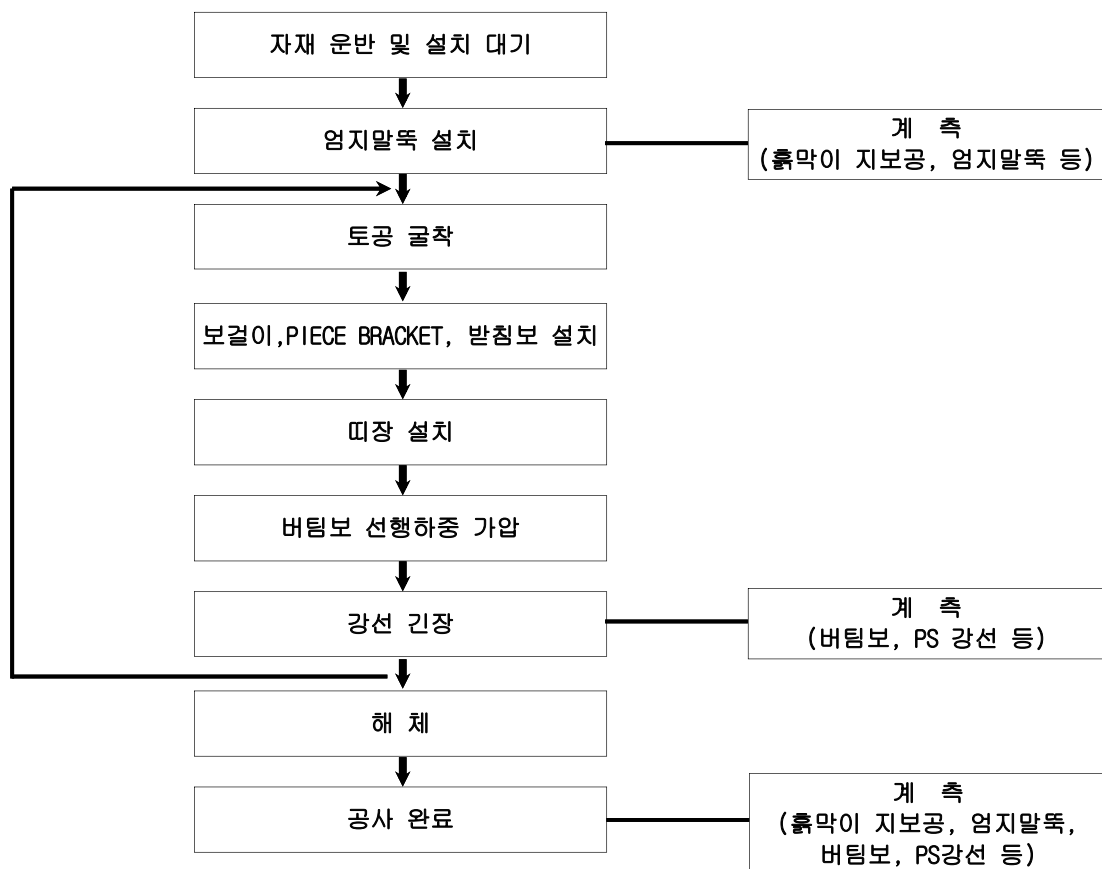 자재 운반 및 설치 대기
엄지말뚝 설치
계 측
(흙막이 지보공, 엄지말뚝 등)
토공 굴착
보걸이,PIECE BRACKET, 받침보 설치
띠장 설치
버팀보 선행하중 가압
강선 긴장
계 측
(버팀보, PS 강선 등)
해 체
공사 완료
계 측
(흙막이 지보공, 엄지말뚝,
버팀보, PS강선 등)